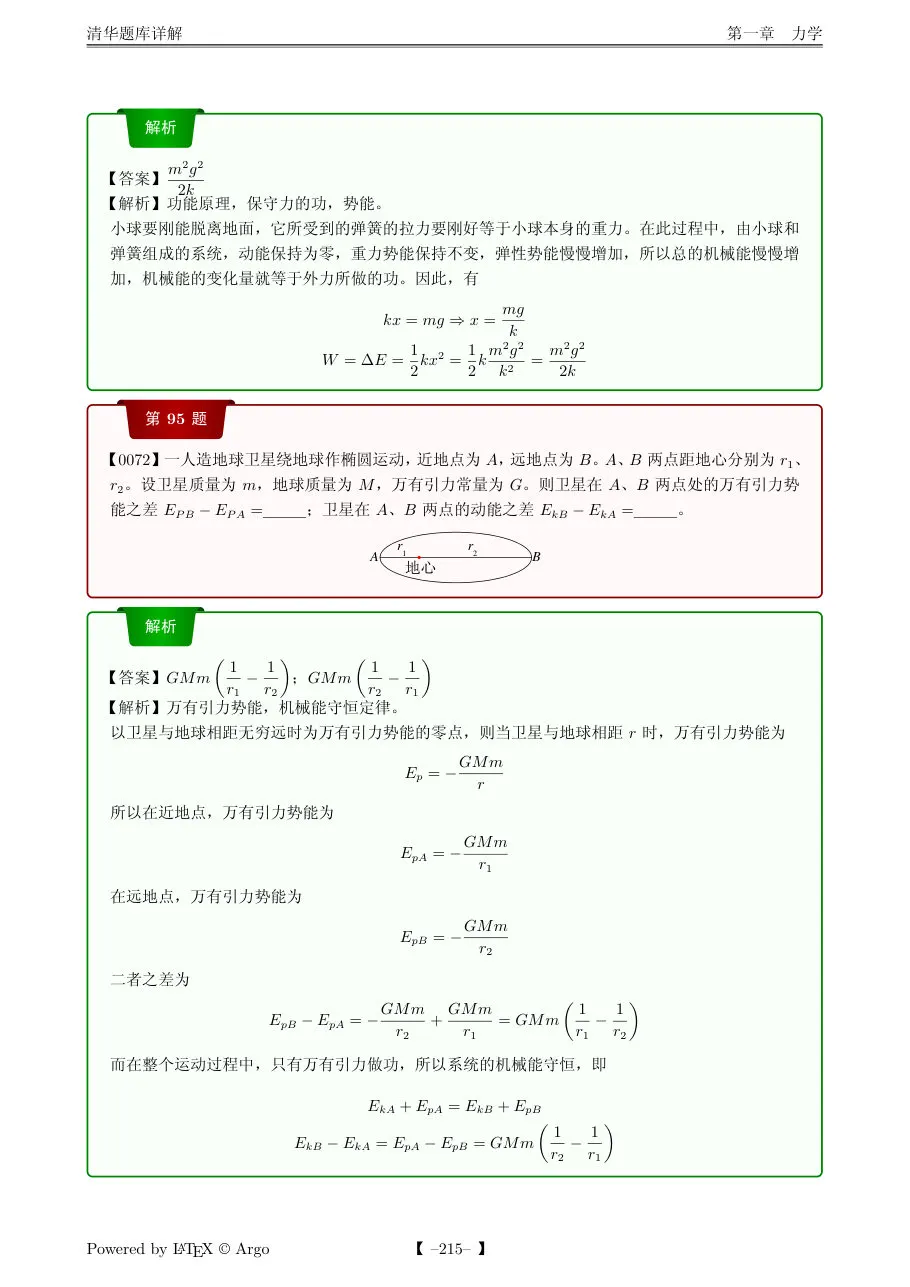 清华题库详解 第一章 力学
解析
【答案】$\frac{m^2g^2}{2k}$
【解析】功能原理，保守力的功，势能。
小球要刚能脱离地面，它所受到的弹簧的拉力要刚好等于小球本身的重力。在此过程中，由小球和
弹簧组成的系统，动能保持为零，重力势能保持不变，弹性势能慢慢增加，所以总的机械能慢慢增
加，机械能的变化量就等于外力所做的功。因此，有
$kx = mg \Rightarrow x = \frac{mg}{k}$
$W = \Delta E = \frac{1}{2}kx^2 = \frac{1}{2}k\frac{m^2g^2}{k^2} = \frac{m^2g^2}{2k}$
第 95 题
【0072】一人造地球卫星绕地球作椭圆运动，近地点为 A，远地点为 B。A、B 两点距地心分别为 $r_1$、
$r_2$。设卫星质量为 m，地球质量为 M，万有引力常量为 G。则卫星在 A、B 两点处的万有引力势
能之差 $E_{PB} - E_{PA}$ =_____；卫星在 A、B 两点的动能之差 $E_{kB} - E_{kA}$ =_____。
A $r_1$ $r_2$ B
地心
解析
【答案】$GMm\left(\frac{1}{r_1} - \frac{1}{r_2}\right)$；$GMm\left(\frac{1}{r_2} - \frac{1}{r_1}\right)$
【解析】万有引力势能，机械能守恒定律。
以卫星与地球相距无穷远时为万有引力势能的零点，则当卫星与地球相距 r 时，万有引力势能为
$E_p = -\frac{GMm}{r}$
所以在近地点，万有引力势能为
$E_{pA} = -\frac{GMm}{r_1}$
在远地点，万有引力势能为
$E_{pB} = -\frac{GMm}{r_2}$
二者之差为
$E_{pB} - E_{pA} = -\frac{GMm}{r_2} + \frac{GMm}{r_1} = GMm\left(\frac{1}{r_1} - \frac{1}{r_2}\right)$
而在整个运动过程中，只有万有引力做功，所以系统的机械能守恒，即
$E_{kA} + E_{pA} = E_{kB} + E_{pB}$
$E_{kB} - E_{kA} = E_{pA} - E_{pB} = GMm\left(\frac{1}{r_2} - \frac{1}{r_1}\right)$
Powered by LATEX © Argo 【 –215– 】